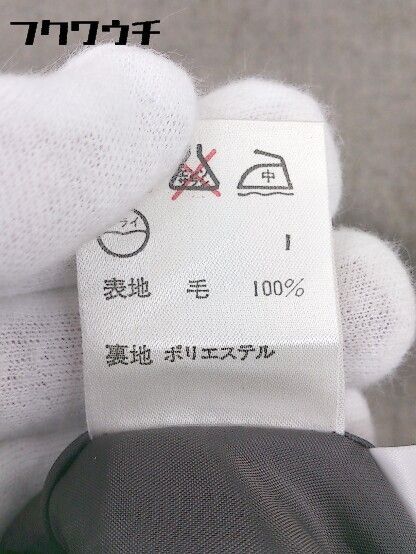 フクワウチ
中
ライ
1
表地 毛 100%
裏地 ポリエステル